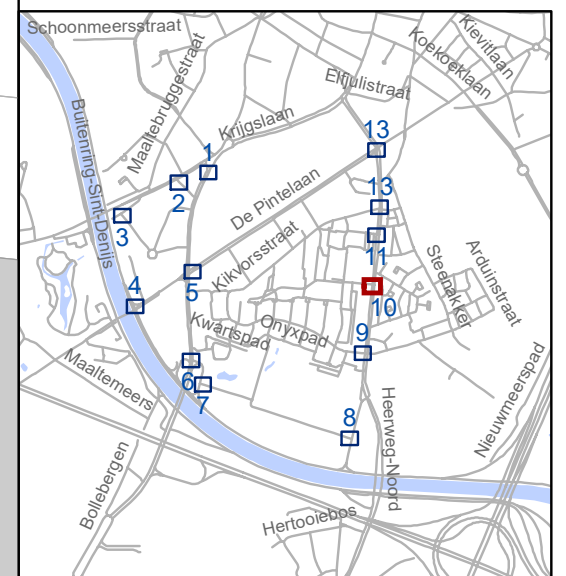 Schoonmeersstraat
Kievitlaan
Koekoeklaan
Maaltebruggestraat
Elfjulistraat
Krijgslaan
Buitenring-Sint-Denijs
13
1
2
De Pintelaan
13
3
Kikvorsstraat
11
Steenakker
Arduinstraat
4
5
10
Kwartspad
Onyxpad
9
Maaltemeers
6
7
Nieuwmeerspad
Heerweg-Noord
8
Bollebergen
Hertooiebos